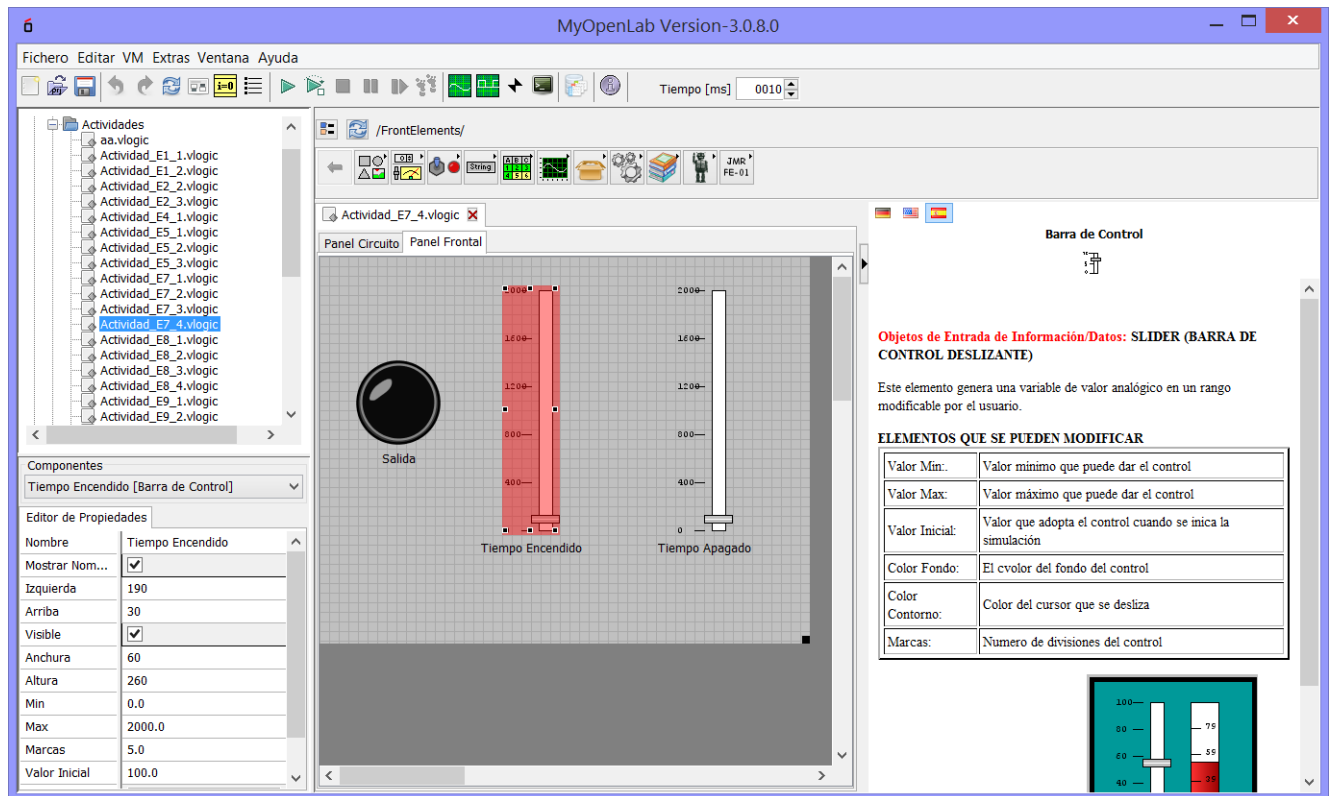 MyOpenLab Version-3.0.8.0
Fichero Editar VM Extras Ventana Ayuda
i=0
Tiempo [ms] 0010
Actividades
aa.vlogic
Actividad_E1_1.vlogic
Actividad_E1_2.vlogic
Actividad_E2_2.vlogic
Actividad_E2_3.vlogic
Actividad_E4_1.vlogic
Actividad_E5_1.vlogic
Actividad_E5_2.vlogic
Actividad_E5_3.vlogic
Actividad_E7_1.vlogic
Actividad_E7_2.vlogic
Actividad_E7_3.vlogic
Actividad_E7_4.vlogic
Actividad_E8_1.vlogic
Actividad_E8_2.vlogic
Actividad_E8_3.vlogic
Actividad_E8_4.vlogic
Actividad_E9_1.vlogic
Actividad_E9_2.vlogic
Componentes
Tiempo Encendido [Barra de Control]
Editor de Propiedades
Nombre Tiempo Encendido
Mostrar Nom...
Izquierda 190
Arriba 30
Visible
Anchura 60
Altura 260
Min 0.0
Max 2000.0
Marcas 5.0
Valor Inicial 100.0
/FrontElements/
String
JMR
FE-01
Actividad_E7_4.vlogic
Panel Circuito Panel Frontal
Salida
2000
1600
1200
800
400
Tiempo Encendido
2000
1600
1200
800
400
0
Tiempo Apagado
Barra de Control
Objetos de Entrada de Información/Datos: SLIDER (BARRA DE
CONTROL DESLIZANTE)
Este elemento genera una variable de valor analógico en un rango
modificable por el usuario.
ELEMENTOS QUE SE PUEDEN MODIFICAR
Valor Min:. Valor minimo que puede dar el control
Valor Max: Valor máximo que puede dar el control
Valor Inicial: Valor que adopta el control cuando se inica la
simulación
Color Fondo: El cvolor del fondo del control
Color
Contorno: Color del cursor que se desliza
Marcas: Numero de divisiones del control
100
80
60
40
79
59
39